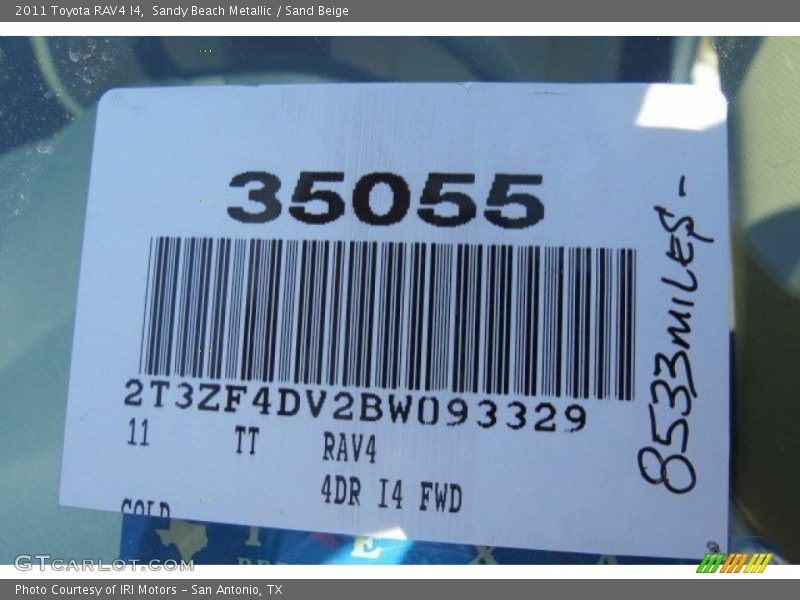 2011 Toyota RAV4 I4,  Sandy Beach Metallic / Sand Beige
35055
8533 MILES -
2T3ZF4DV2BW093329
11 TT RAV4
4DR I4 FWD
GOLD
T E X A
GTCarLot.com
Photo Courtesy of IRI Motors – San Antonio, TX